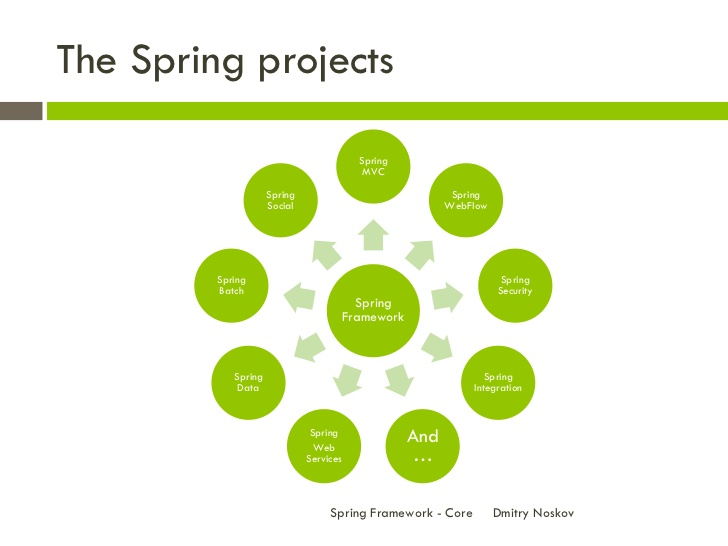 The Spring projects
Spring
MVC
Spring
WebFlow
Spring
Security
Spring
Integration
And
...
Spring
Web
Services
Spring
Data
Spring
Batch
Spring
Social
Spring
Framework
Spring Framework - Core Dmitry Noskov